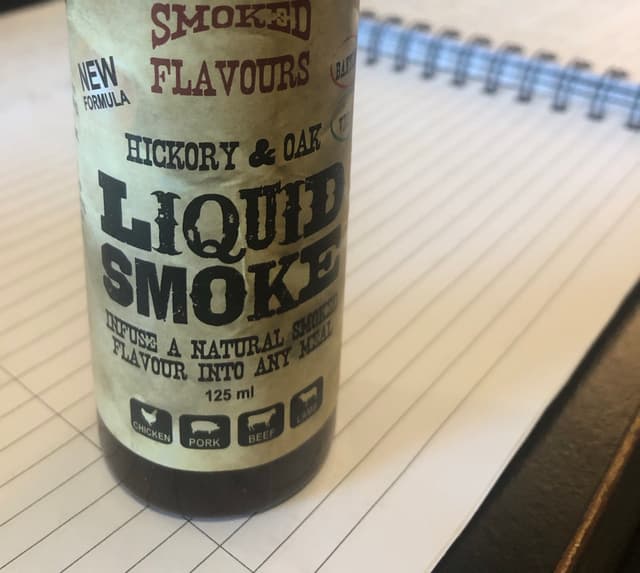 SMOKED
FLAVOURS
NEW
FORMULA
HICKORY & OAK
LIQUID
SMOKE
INFUSE A NATURAL SMOKED
FLAVOUR INTO ANY MEAL
125 ml
CHICKEN
PORK
BEEF
LAMB